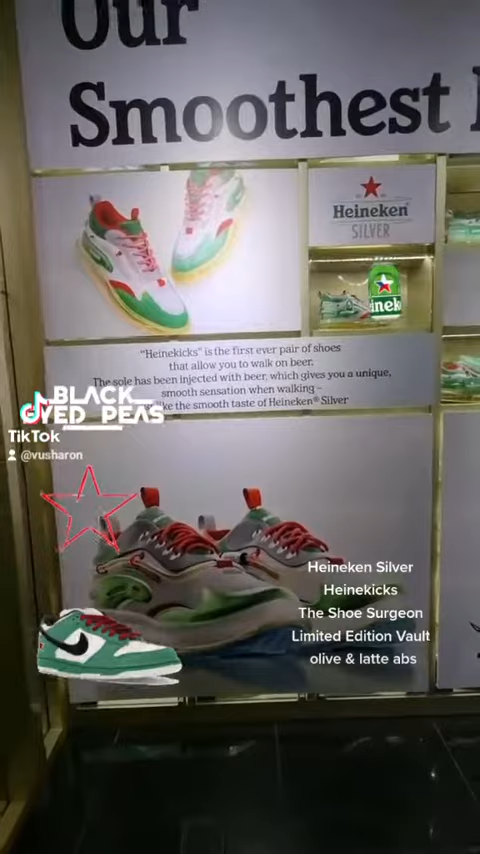 Our
Smoothest
Heineken
SILVER
"Heinekicks" is the first ever pair of shoes
that allow you to walk on beer.
The sole has been injected with beer, which gives you a unique,
smooth sensation when walking –
like the smooth taste of Heineken® Silver
BLACK
EYED PEAS
TikTok
@vusharon
Heineken Silver
Heinekicks
The Shoe Surgeon
Limited Edition Vault
olive & latte abs